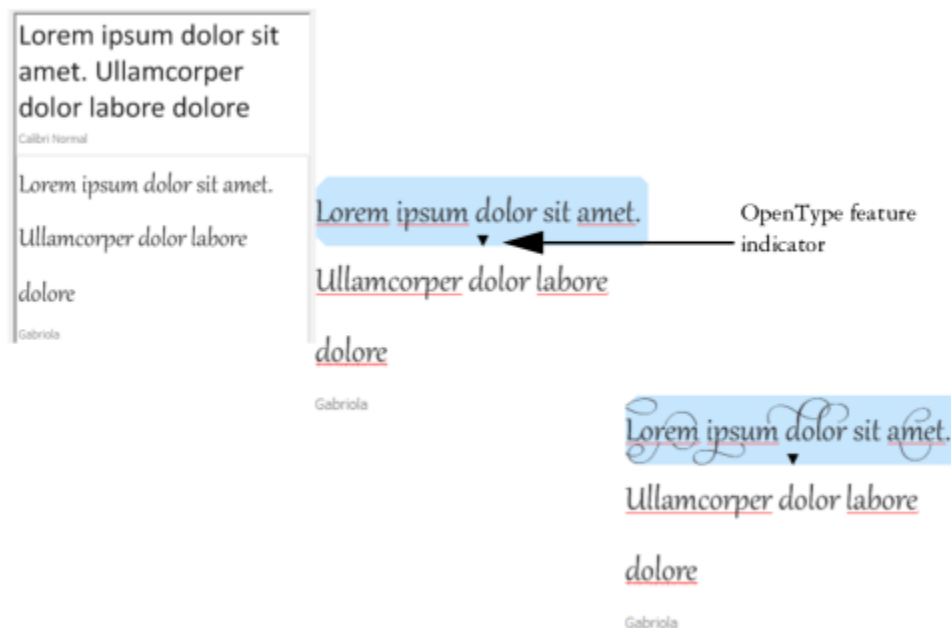 Lorem ipsum dolor sit
amet. Ullamcorper
dolor labore dolore
Calibri Normal
Lorem ipsum dolor sit amet.
Ullamcorper dolor labore
dolore
Gabriola
Lorem ipsum dolor sit amet.
Ullamcorper dolor labore
dolore
Gabriola
OpenType feature
indicator
Lorem ipsum dolor sit amet.
Ullamcorper dolor labore
dolore
Gabriola